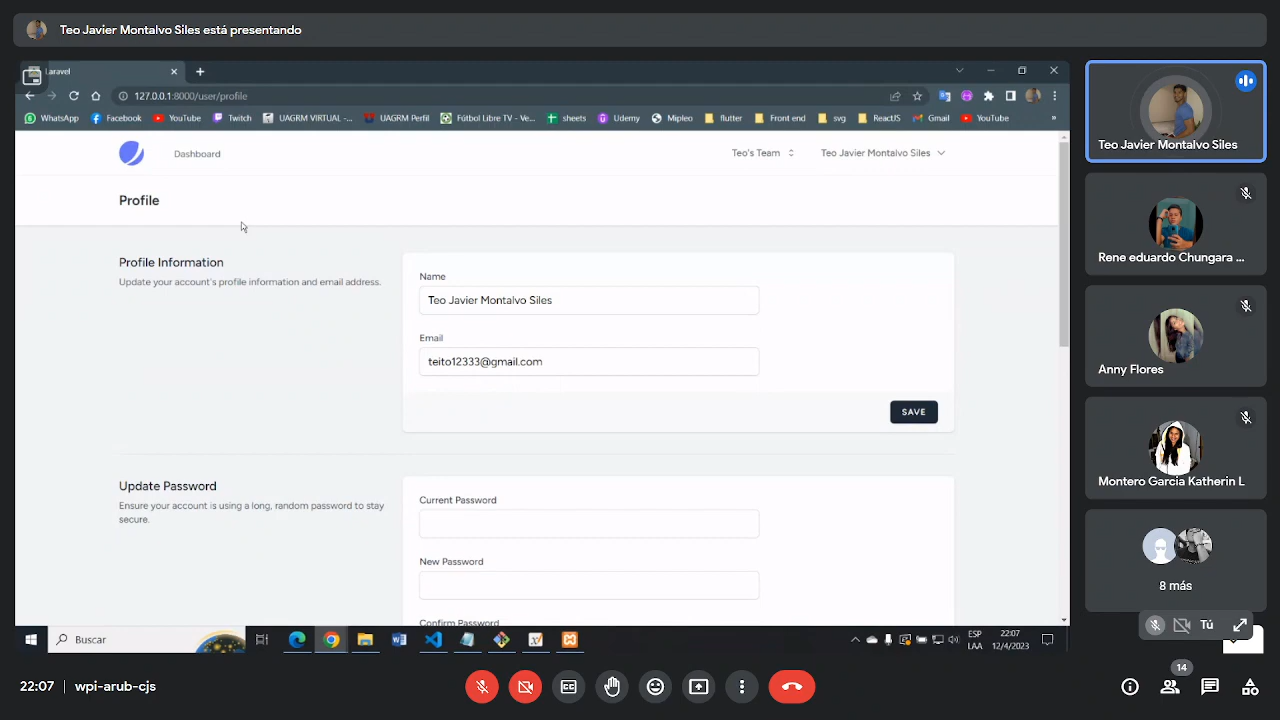 Teo Javier Montalvo Siles está presentando
Laravel
127.0.0.1:8000/user/profile
WhatsApp Facebook YouTube Twitch UAGRM VIRTUAL -... UAGRM Perfil Fútbol Libre TV - Ve... sheets Udemy Mipleo flutter Front end svg ReactJS Gmail YouTube »
Dashboard Teo's Team Teo Javier Montalvo Siles
Profile
Profile Information
Update your account's profile information and email address.
Name
Teo Javier Montalvo Siles
Email
teito12333@gmail.com
SAVE
Update Password
Ensure your account is using a long, random password to stay
secure.
Current Password
New Password
Confirm Password
Buscar
ESP
LAA
22:07
12/4/2023
Teo Javier Montalvo Siles
Rene eduardo Chungara ...
Anny Flores
Montero Garcia Katherin L
8 más
Tú
22:07 | wpi-arub-cjs
14